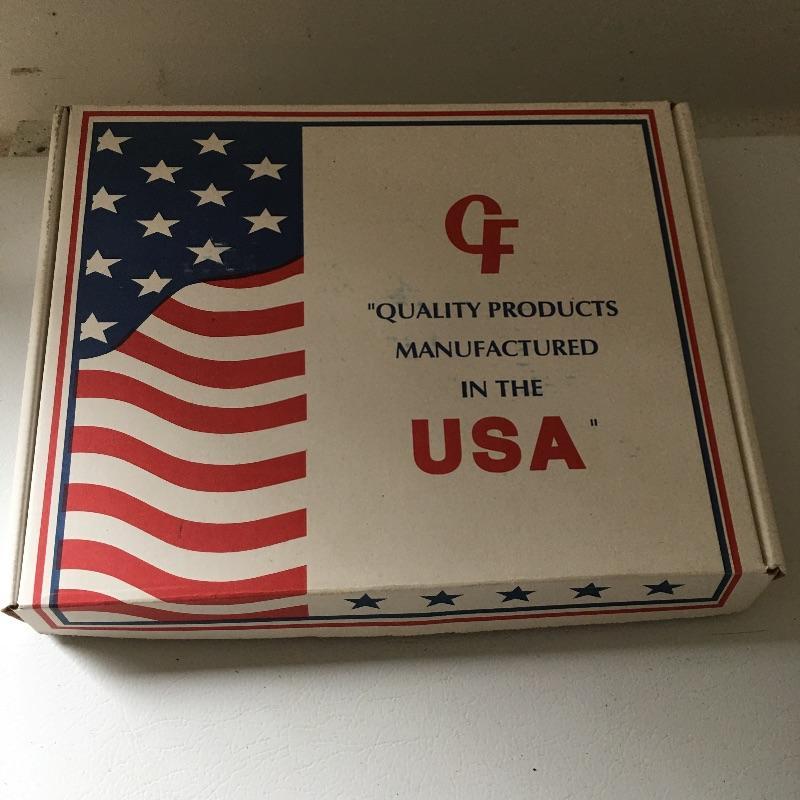 CF
"QUALITY PRODUCTS
MANUFACTURED
IN THE
USA"